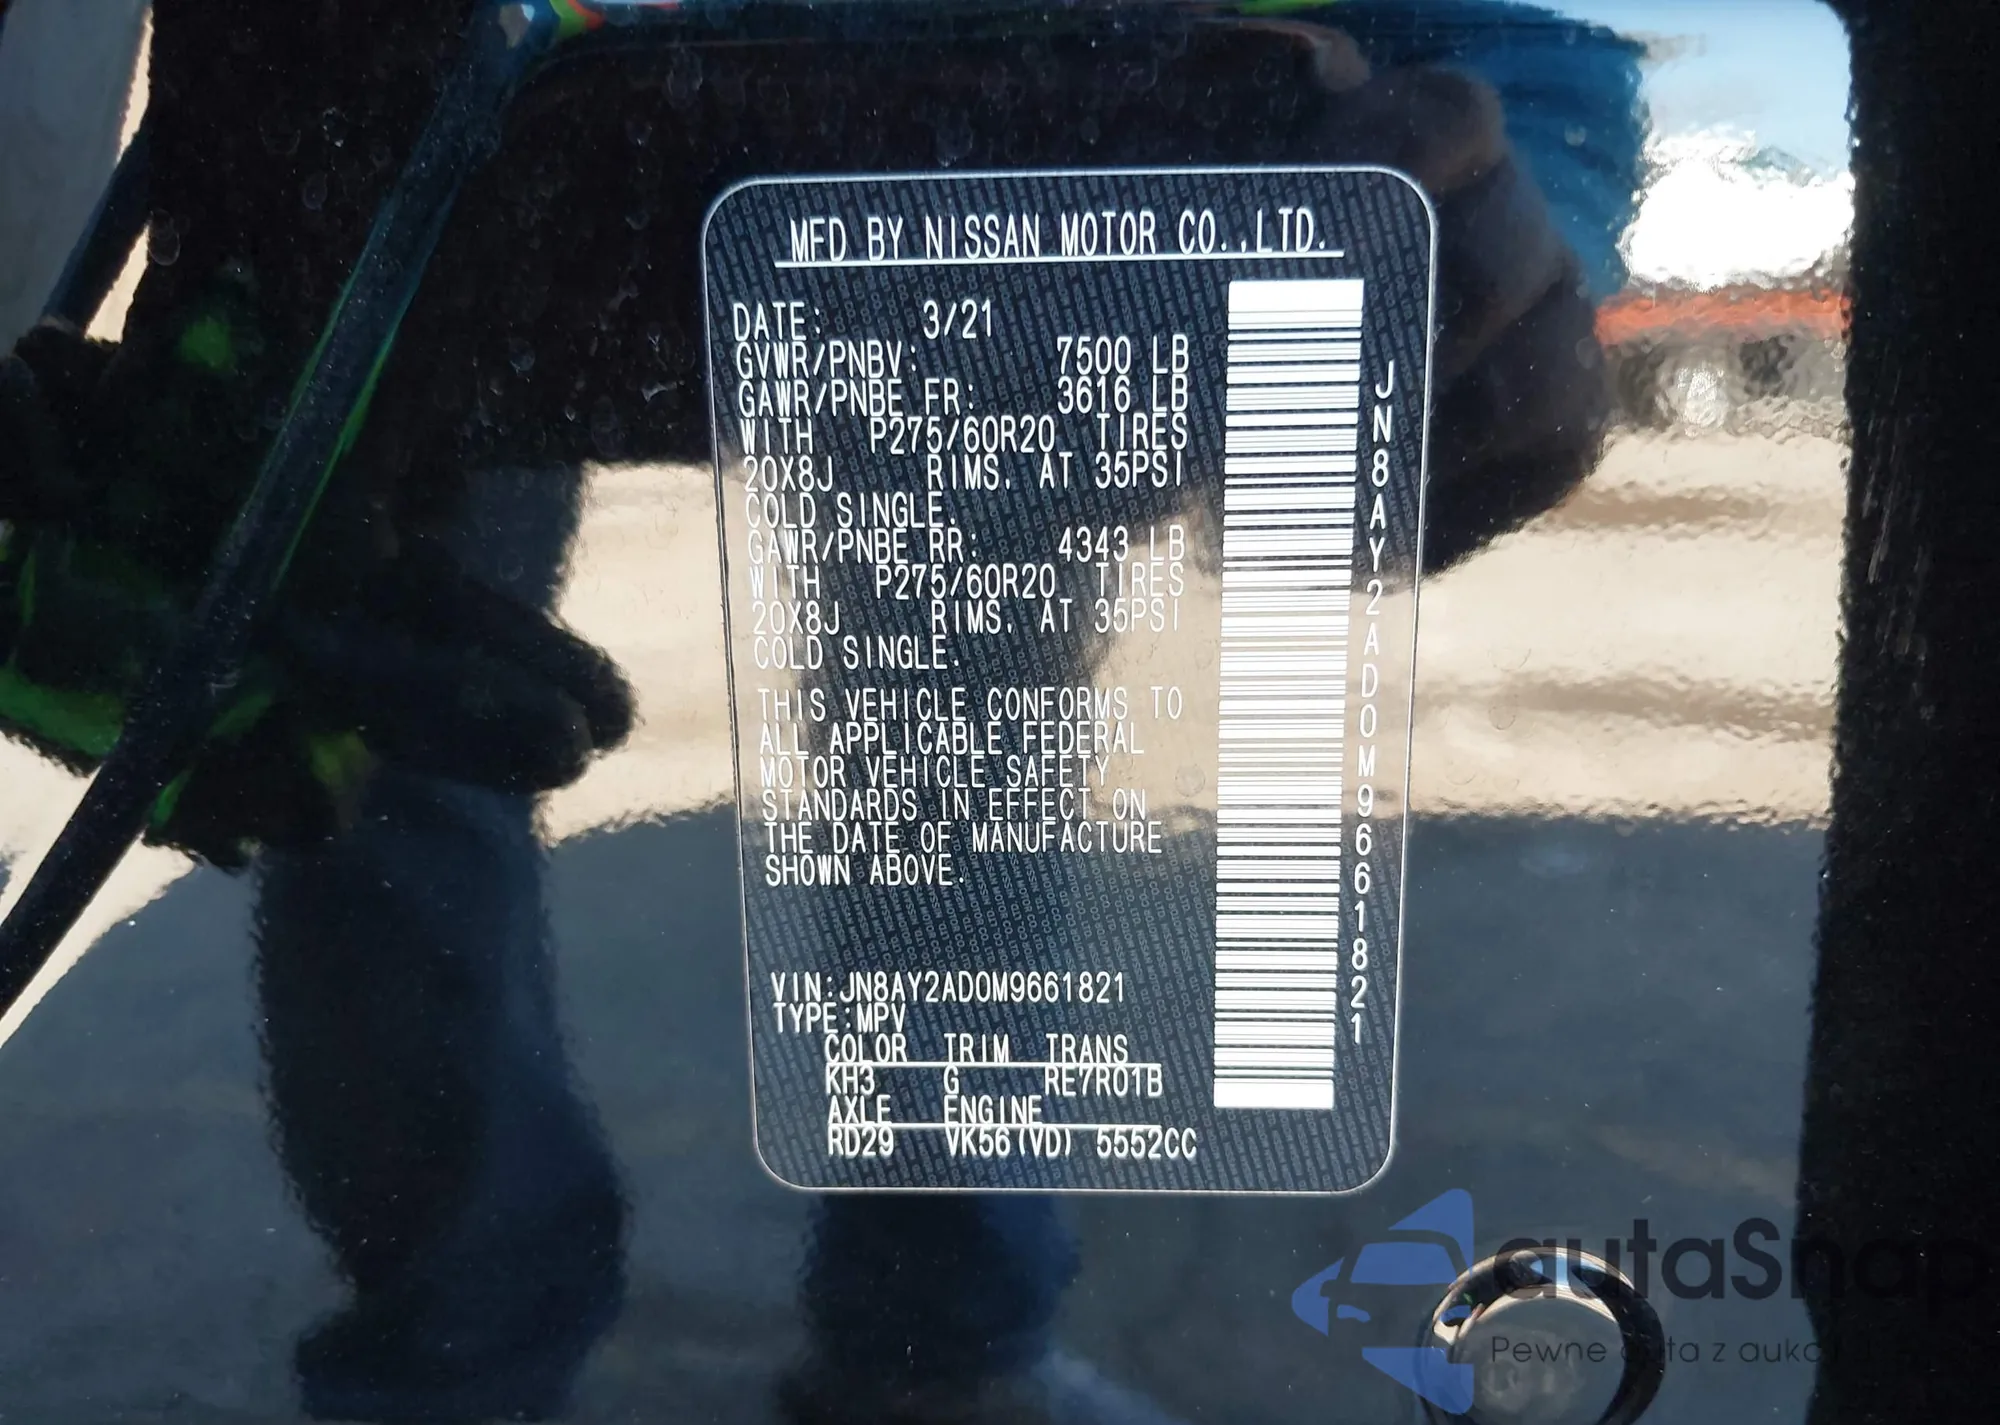 MFD BY NISSAN MOTOR CO.,LTD.
DATE: 3/21
GVWR/PNBV: 7500 LB
GAWR/PNBE FR: 3616 LB
WITH P275/60R20 TIRES
20X8J RIMS. AT 35PSI
COLD SINGLE.
GAWR/PNBE RR: 4343 LB
WITH P275/60R20 TIRES
20X8J RIMS. AT 35PSI
COLD SINGLE.
THIS VEHICLE CONFORMS TO
ALL APPLICABLE FEDERAL
MOTOR VEHICLE SAFETY
STANDARDS IN EFFECT ON
THE DATE OF MANUFACTURE
SHOWN ABOVE.
VIN:JN8AY2AD0M9661821
TYPE:MPV
COLOR TRIM TRANS
KH3 G RE7R01B
AXLE ENGINE
RD29 VK56(VD) 5552CC
JN8AY2AD0M9661821
autaSnap
Pewne auta z